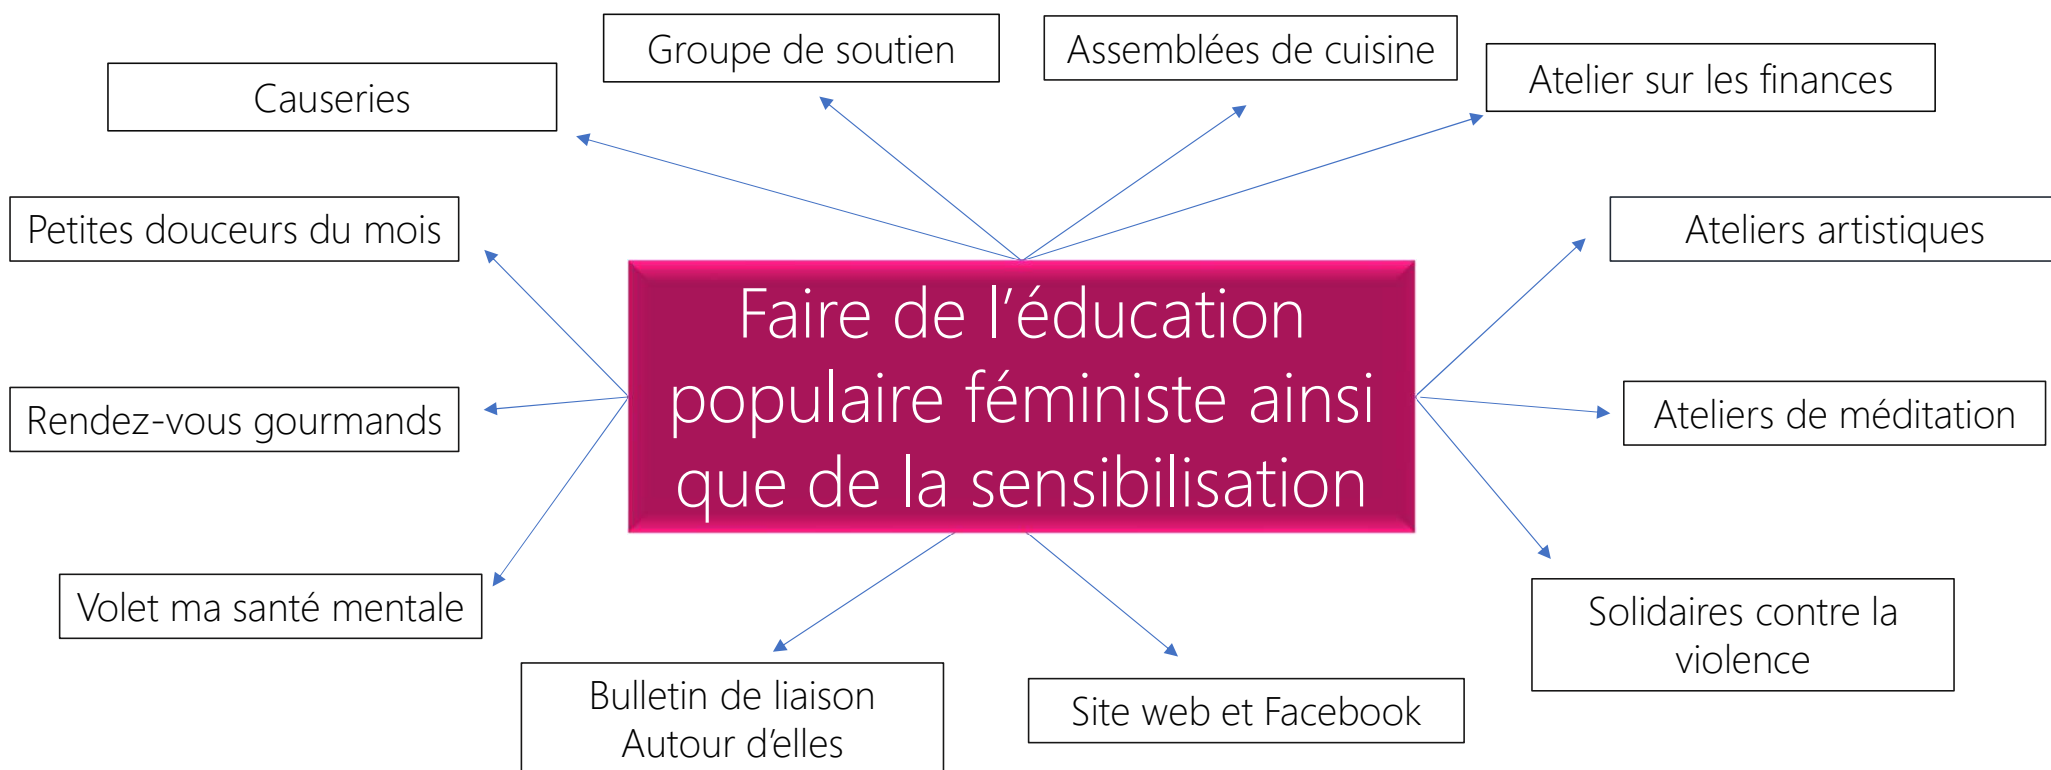 Groupe de soutien
Assemblées de cuisine
Causeries
Atelier sur les finances
Petites douceurs du mois
Ateliers artistiques
Faire de l’éducation
populaire féministe ainsi
que de la sensibilisation
Rendez-vous gourmands
Ateliers de méditation
Volet ma santé mentale
Solidaires contre la
violence
Bulletin de liaison
Autour d’elles
Site web et Facebook